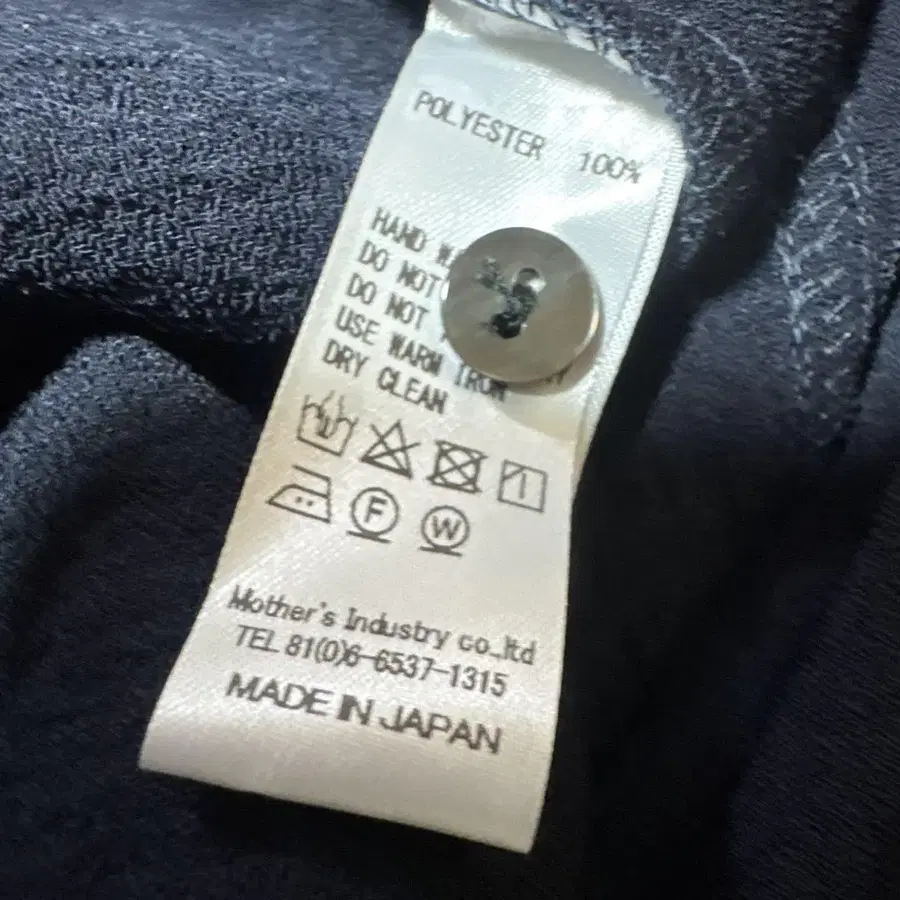 POLYESTER 100%
HAND
DO NOT
DO NOT
USE WARM IRON
DRY CLEAN
F W
Mother's Industry co.,ltd
TEL 81(0)6-6537-1315
MADE IN JAPAN